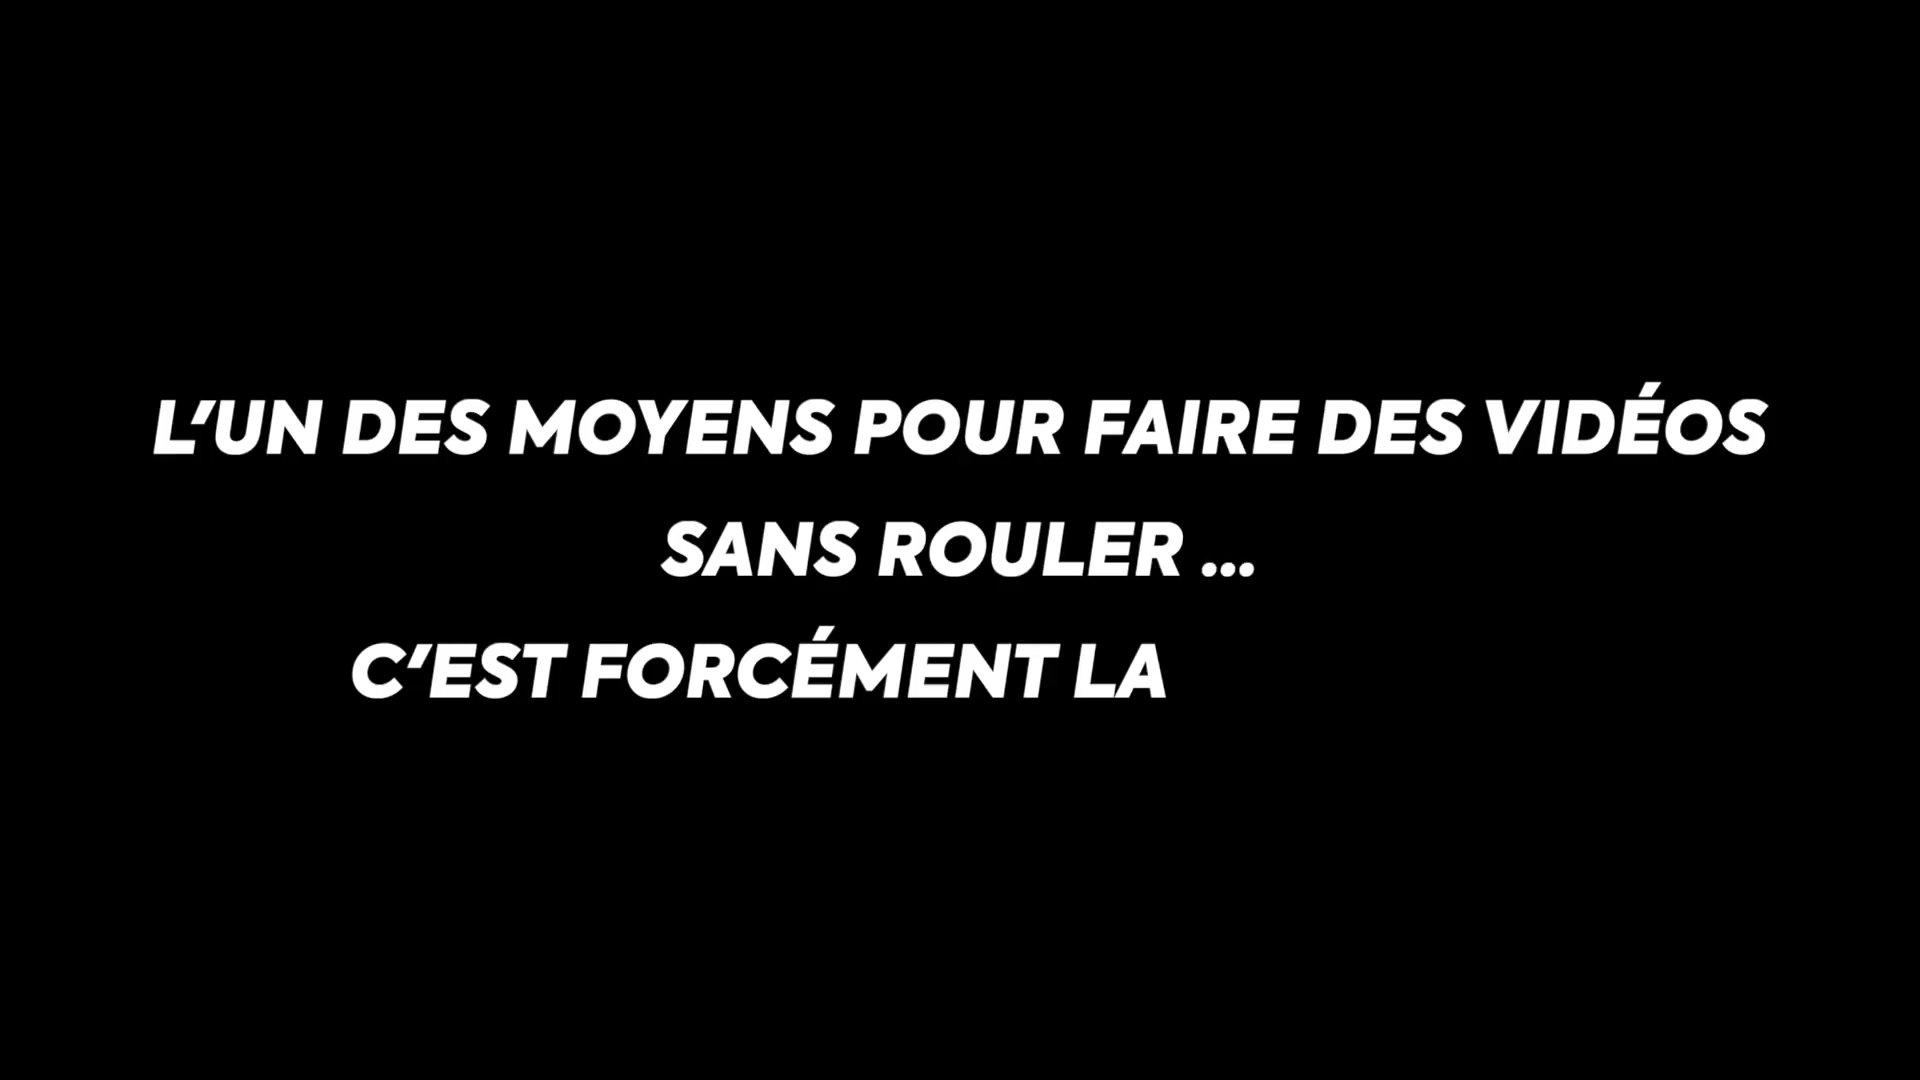 L'UN DES MOYENS POUR FAIRE DES VIDÉOS
SANS ROULER ...
C'EST FORCÉMENT LA